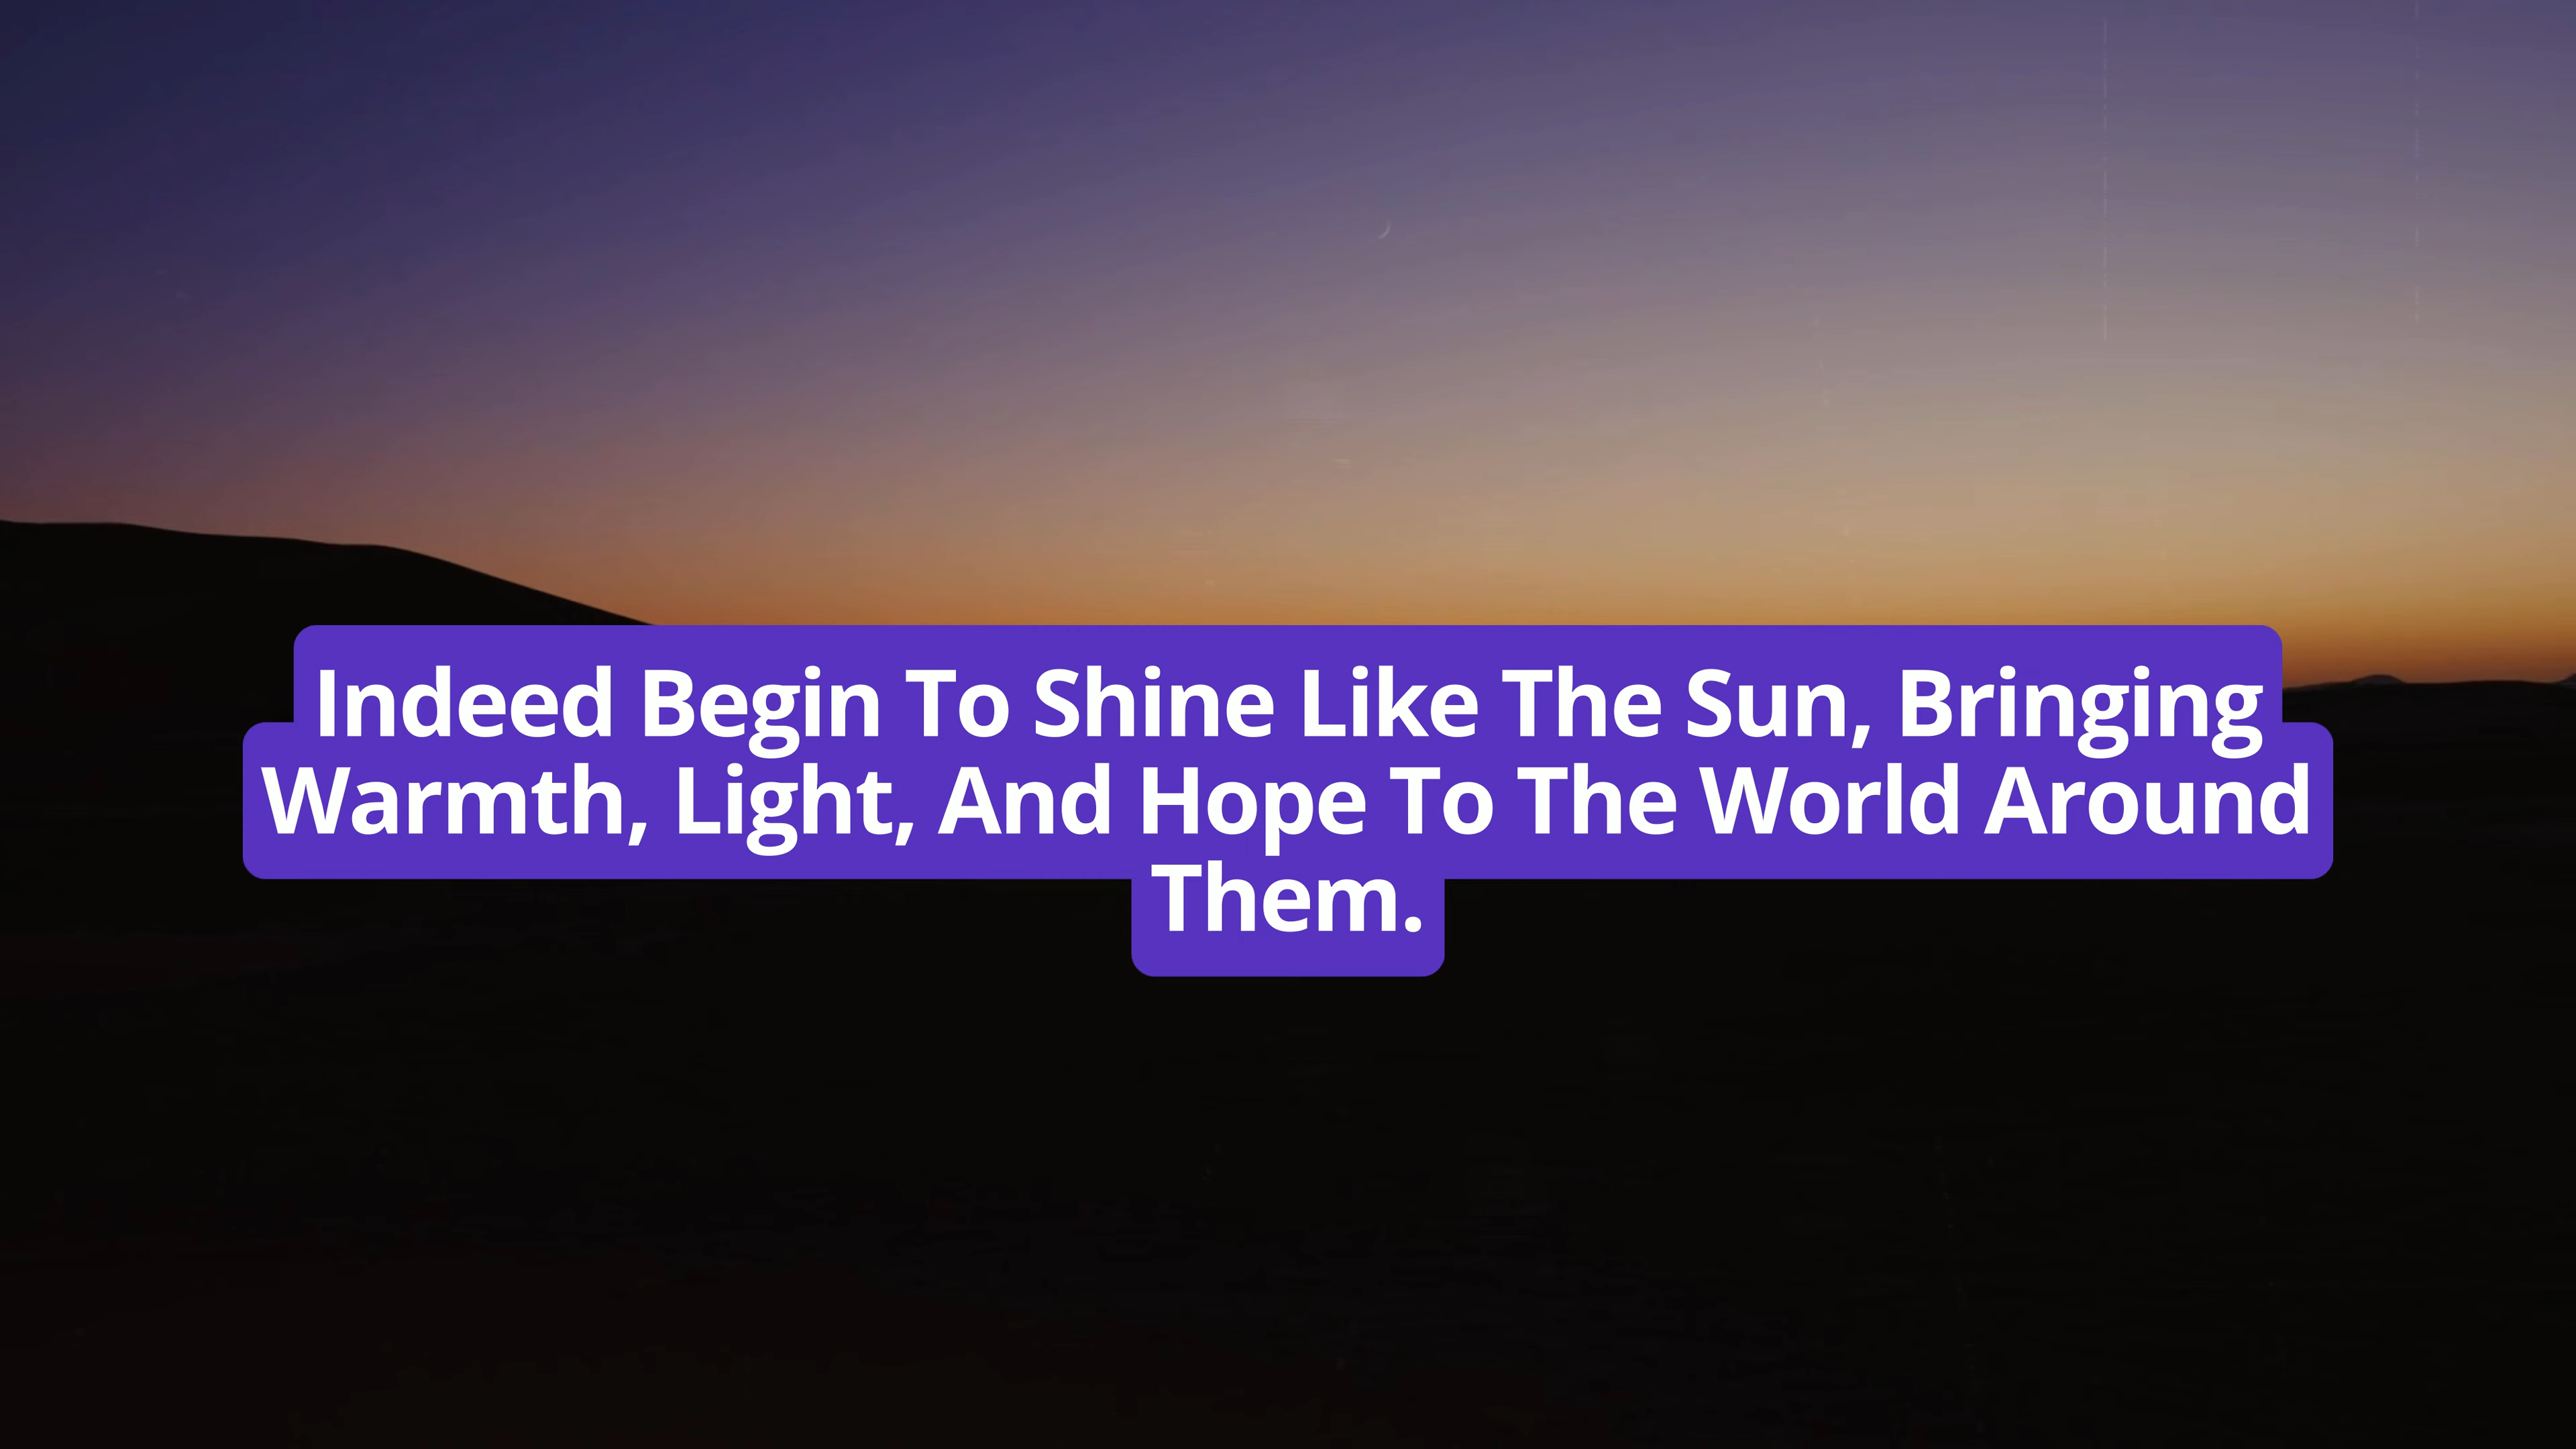 Indeed Begin To Shine Like The Sun, Bringing
Warmth, Light, And Hope To The World Around
Them.